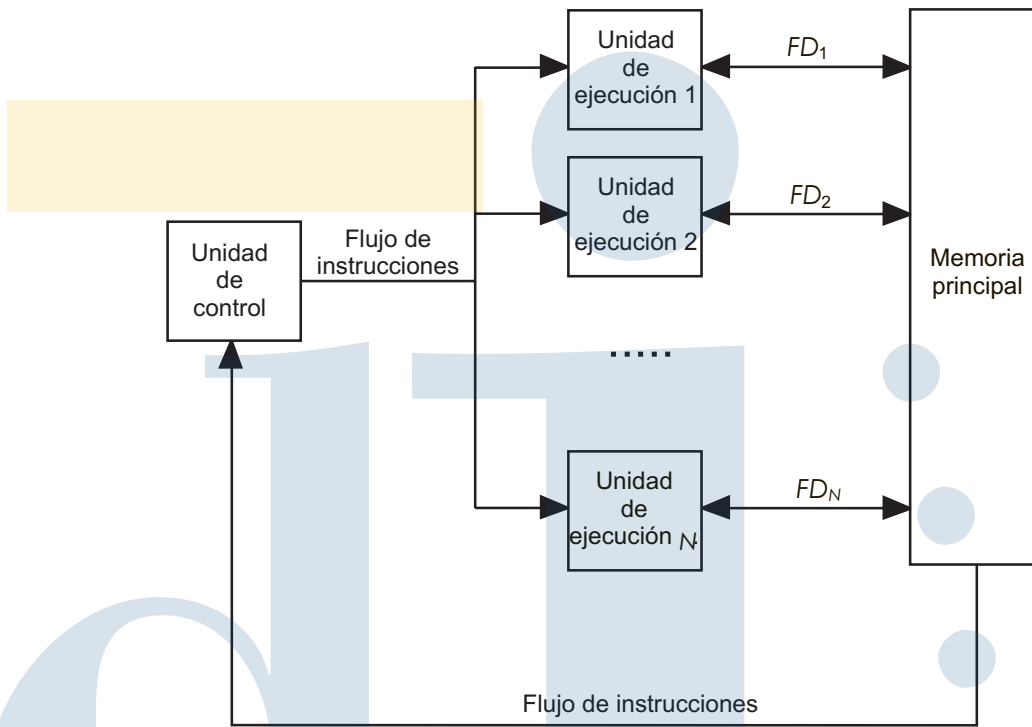 Unidad
de
ejecución 1
FD1
Unidad
de
ejecución 2
FD2
Unidad
de
control
Flujo de
instrucciones
Memoria
principal
.....
Unidad
de
ejecución N
FDN
Flujo de instrucciones